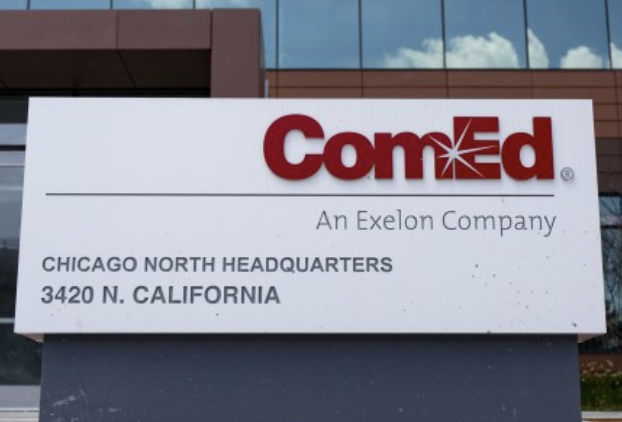 ComEd®
An Exelon Company
CHICAGO NORTH HEADQUARTERS
3420 N. CALIFORNIA